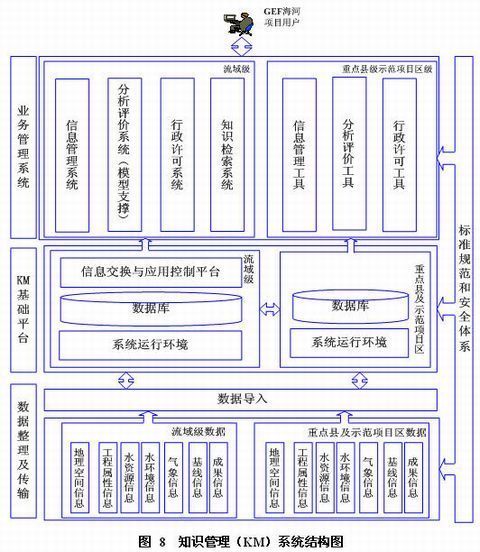 GEF海河
项目用户
业务管理系统
流域级
信息管理系统
分析评价系统（模型支撑）
行政许可系统
知识检索系统
重点县级示范项目区级
信息管理工具
分析评价工具
行政许可工具
标准规范和安全体系
KM基础平台
信息交换与应用控制平台
流域级
数据库
系统运行环境
数据库
系统运行环境
重点县及示范项目区
数据整理及传输
数据导入
流域级数据
地理空间信息
工程属性信息
水资源信息
水环境信息
气象信息
基线信息
成果信息
重点县及示范项目区数据
地理空间信息
工程属性信息
水资源信息
水环境信息
气象信息
基线信息
成果信息
图 8 知识管理（KM）系统结构图